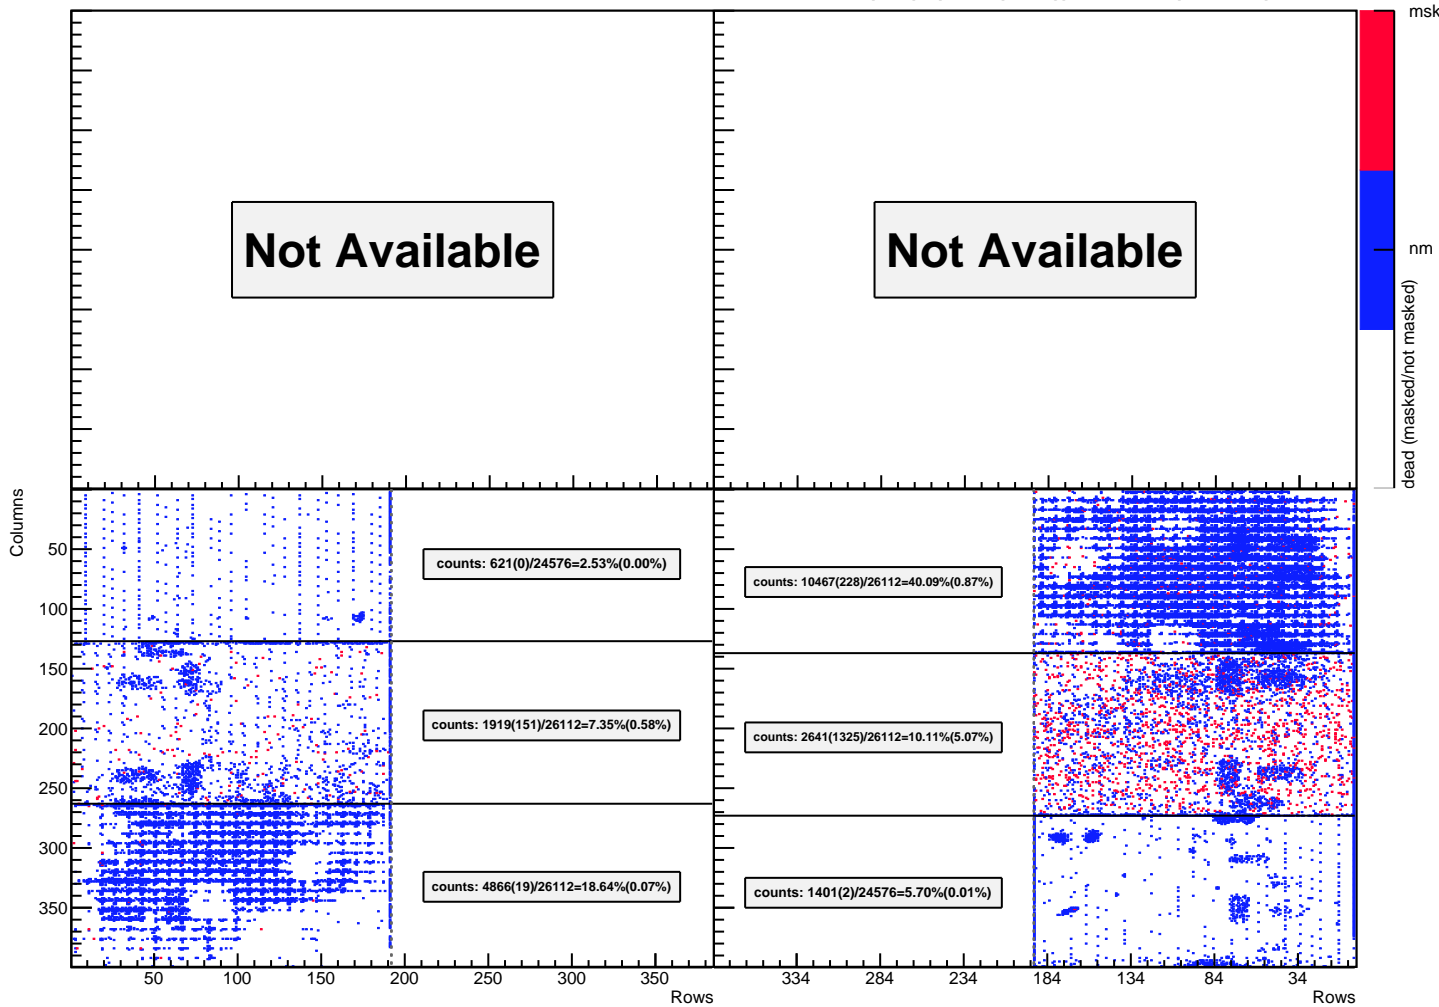 msk
Not Available
Not Available
nm
dead (masked/not masked)
Columns
50
100
150
200
250
300
350
counts: 621(0)/24576=2.53%(0.00%)
counts: 10467(228)/26112=40.09%(0.87%)
counts: 1919(151)/26112=7.35%(0.58%)
counts: 2641(1325)/26112=10.11%(5.07%)
counts: 4866(19)/26112=18.64%(0.07%)
counts: 1401(2)/24576=5.70%(0.01%)
50 100 150 200 250 300 350
334 284 234 184 134 84 34
Rows
Rows